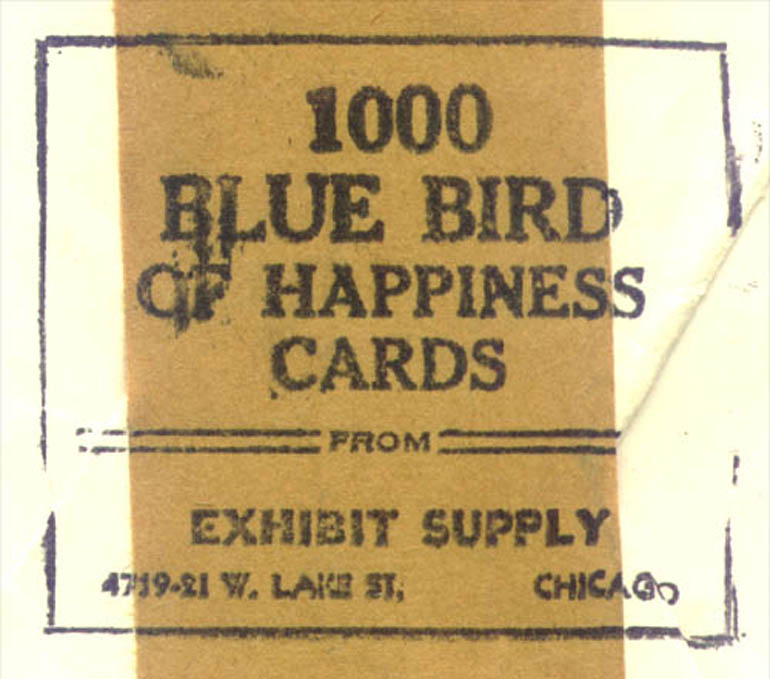 1000
BLUE BIRD
OF HAPPINESS
CARDS
FROM
EXHIBIT SUPPLY
4719-21 W. LAKE ST, CHICAGO